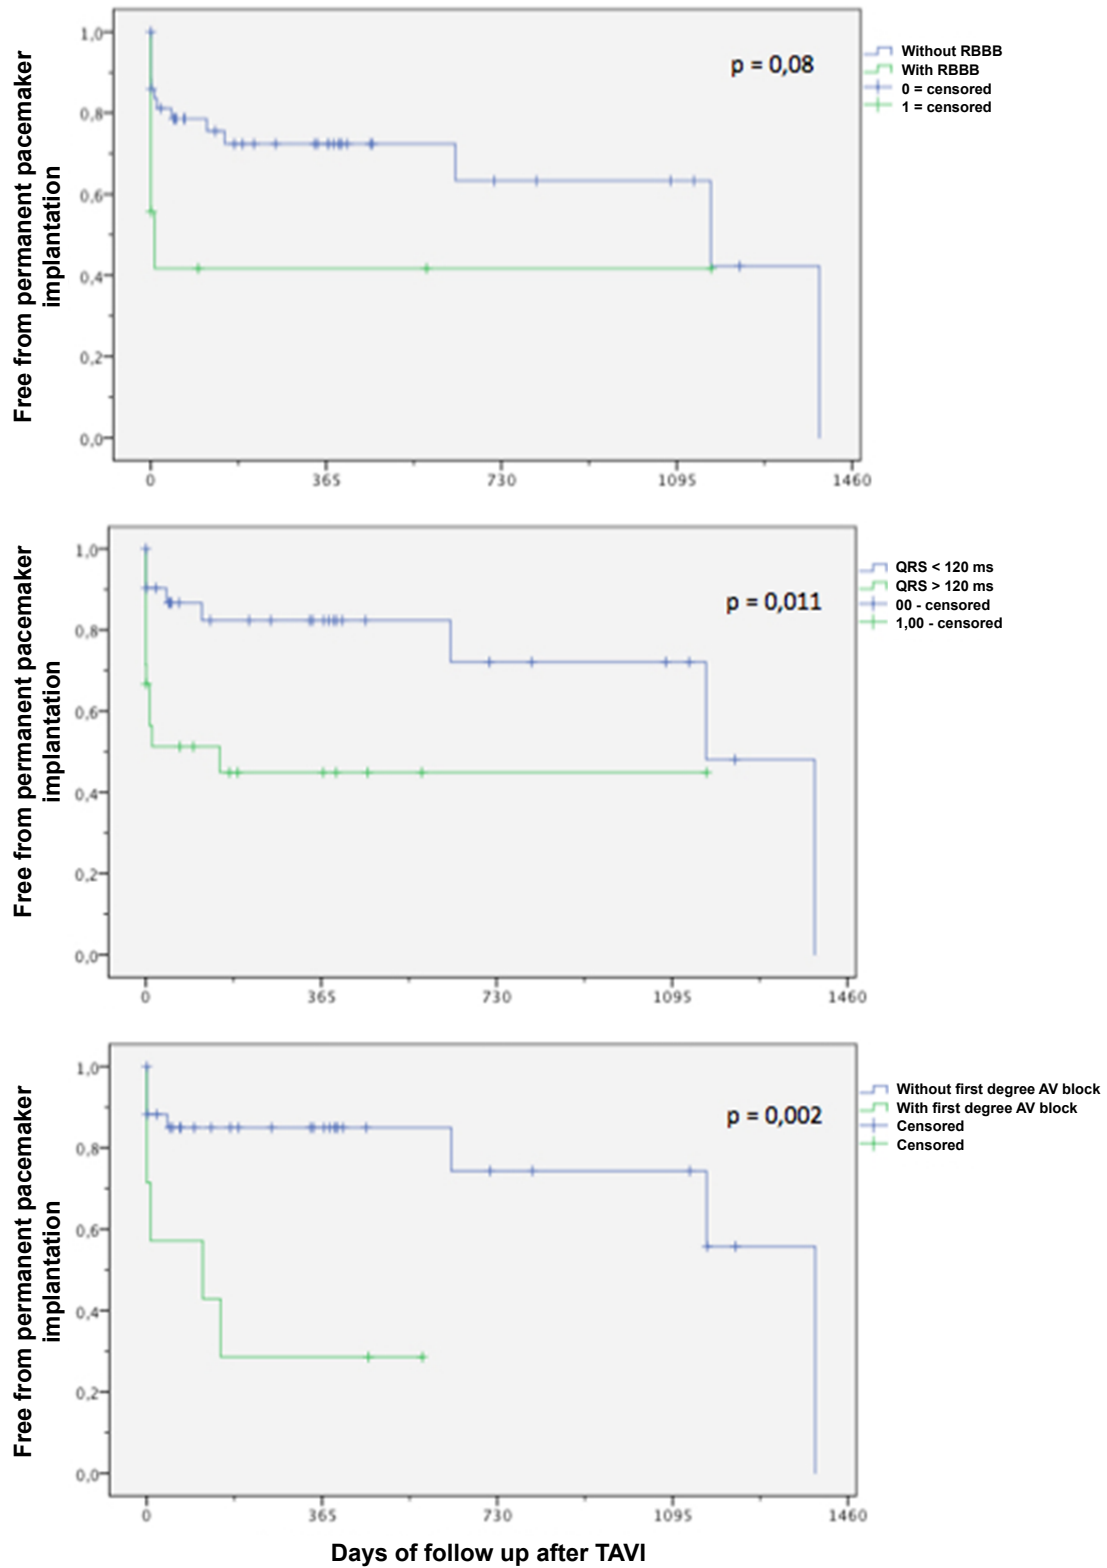 Free from permanent pacemaker
implantation
1,0
0,8
0,6
0,4
0,2
0,0
p = 0,08
0 365 730 1095 1460
Without RBBB
With RBBB
0 = censored
1 = censored
Free from permanent pacemaker
implantation
1,0
0,8
0,6
0,4
0,2
0,0
p = 0,011
0 365 730 1095 1460
QRS < 120 ms
QRS > 120 ms
00 - censored
1,00 - censored
Free from permanent pacemaker
implantation
1,0
0,8
0,6
0,4
0,2
0,0
p = 0,002
0 365 730 1095 1460
Without first degree AV block
With first degree AV block
Censored
Censored
Days of follow up after TAVI